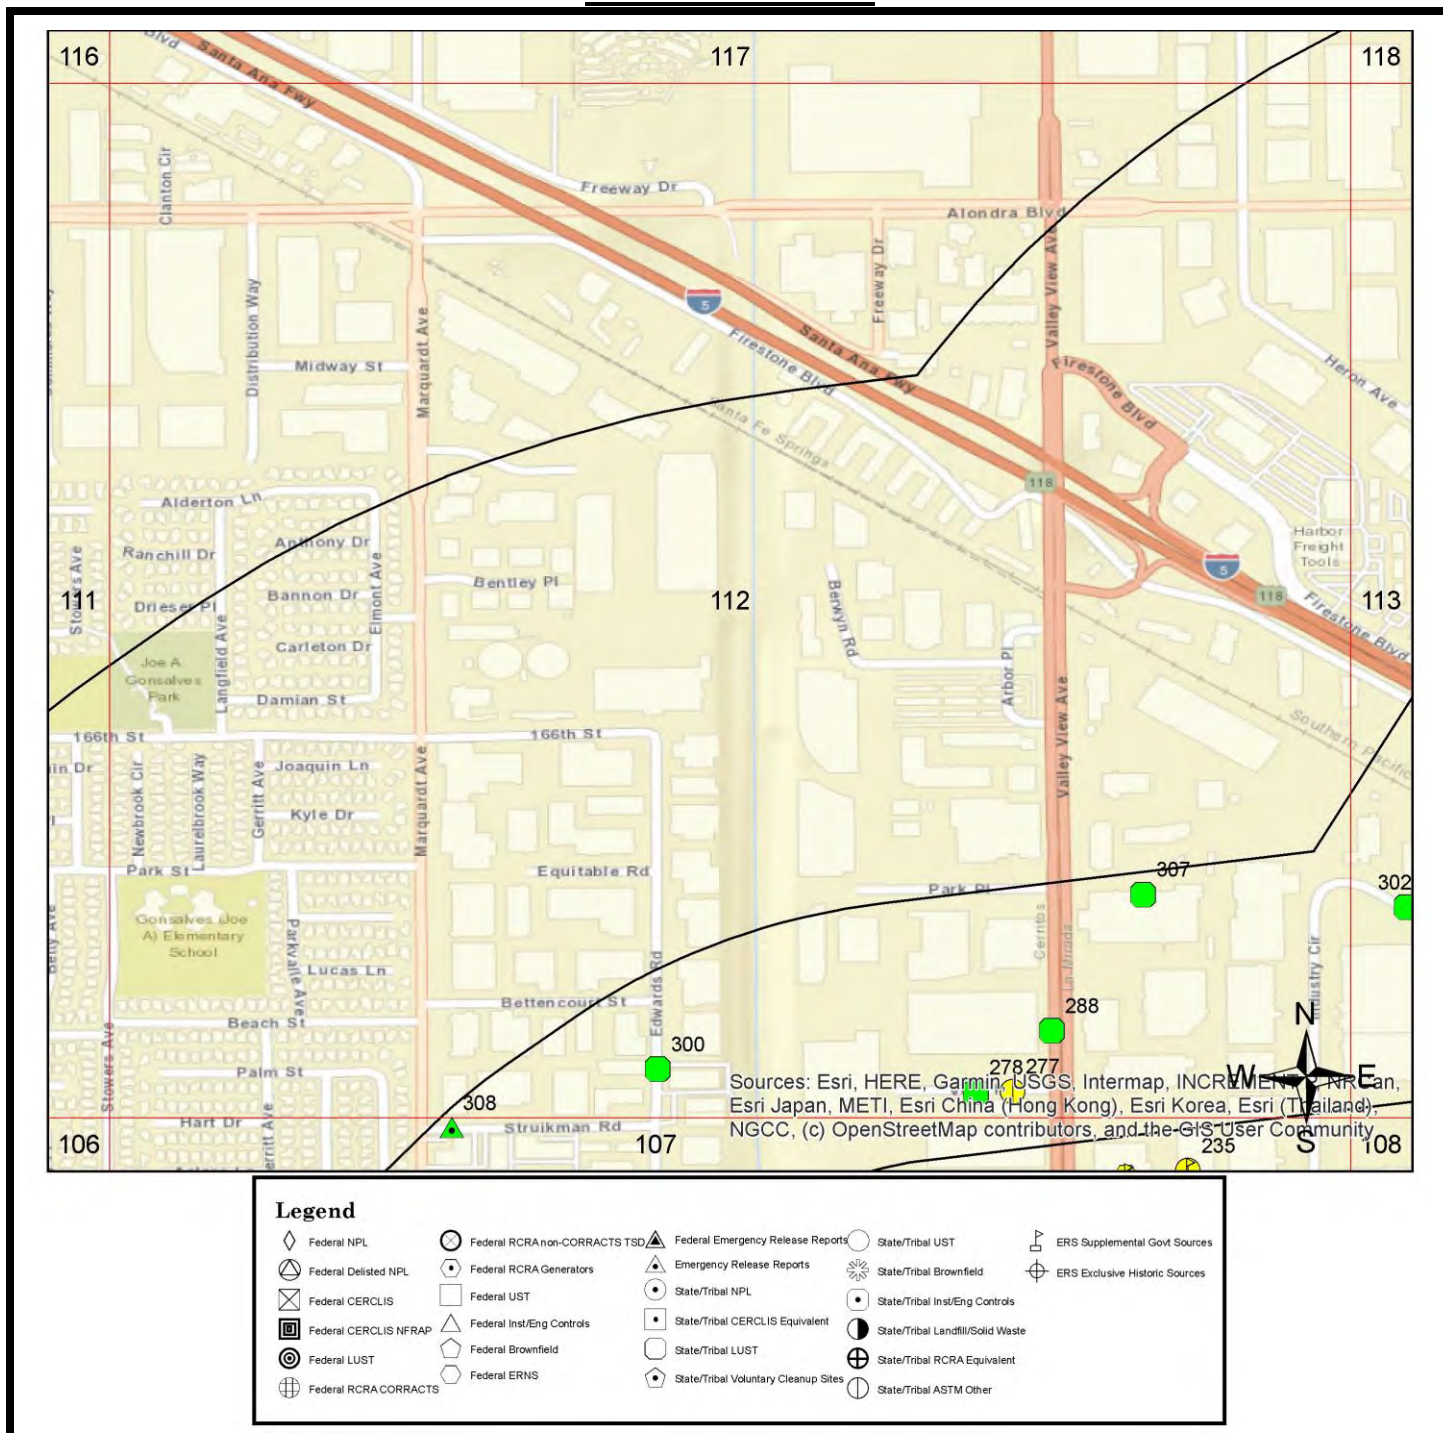 116
117
118
Blvd
Santa Ana Fwy
Clanton Cir
Freeway Dr
Alondra Blvd
Distribution Way
Marquardt Ave
Freeway Dr
Valley View Ave
5
Firestone Blvd
Santa Ana Fwy
Midway St
Firestone Blvd
Heron Ave
Santa Fe Springs
118
Alderton Ln
Anthony Dr
Ranchill Dr
Stowers Ave
Elmont Ave
Bannon Dr
Drieser Pl
Bentley Pl
Berwyn Rd
Harbor
Freight
Tools
5
118
Firestone Blvd
111
112
113
Carleton Dr
Langfield Ave
Joe A.
Gonsalves
Park
Damian St
Arbor Pl
Valley View Ave
Southern Pacific
166th St
166th St
in Dr
Newbrook Cir
Laurelbrook Way
Gerritt Ave
Joaquin Ln
Kyle Dr
Marquardt Ave
Park St
Equitable Rd
Park Pl
307
302
Gonsalves (Joe
A) Elementary
School
Betty Ave
Parkvalle Ave
Lucas Ln
Cerritos
La Mirada
Industry Cir
Bettencourt St
Edwards Rd
Beach St
Stowers Ave
288
300
Palm St
278
277
N
W
E
S
308
Hart Dr
Struikman Rd
Sources: Esri, HERE, Garmin, USGS, Intermap, INCREMENT P, NRCan,
Esri Japan, METI, Esri China (Hong Kong), Esri Korea, Esri (Thailand),
NGCC, (c) OpenStreetMap contributors, and the GIS User Community
106
107
235
108
erritt Ave
Legend
Federal NPL
Federal Delisted NPL
Federal CERCLIS
Federal CERCLIS NFRAP
Federal LUST
Federal RCRA CORRACTS
Federal RCRA non-CORRACTS TSD
Federal RCRA Generators
Federal UST
Federal Inst/Eng Controls
Federal Brownfield
Federal ERNS
Federal Emergency Release Reports
Emergency Release Reports
State/Tribal NPL
State/Tribal CERCLIS Equivalent
State/Tribal LUST
State/Tribal Voluntary Cleanup Sites
State/Tribal UST
State/Tribal Brownfield
State/Tribal Inst/Eng Controls
State/Tribal Landfill/Solid Waste
State/Tribal RCRA Equivalent
State/Tribal ASTM Other
ERS Supplemental Govt Sources
ERS Exclusive Historic Sources